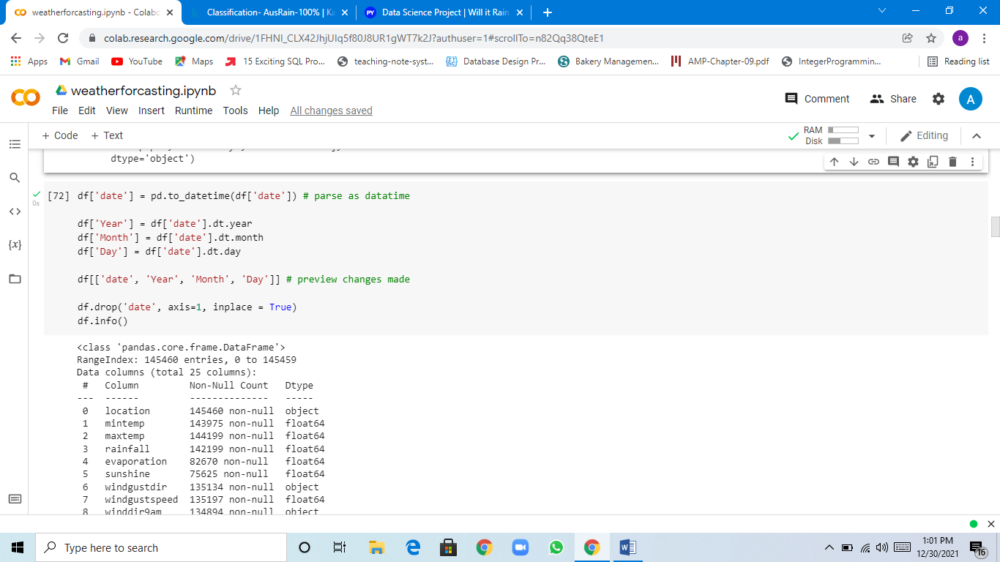 weatherforcasting.ipynb - Colabo
Classification- AusRain-100% | Ka
PY Data Science Project | Will it Rain
colab.research.google.com/drive/1FHNI_CLX42JhjUIq5f80J8UR1gWT7k2J?authuser=1#scrollTo=n82Qq38QteE1
a
Apps Gmail YouTube Maps 15 Exciting SQL Pro... teaching-note-syst... Database Design Pr... Bakery Managemen... AMP-Chapter-09.pdf IntegerProgrammin... Reading list
weatherforcasting.ipynb
Comment Share A
File Edit View Insert Runtime Tools Help All changes saved
+ Code + Text
RAM
Disk
Editing
dtype='object')
[72] df['date'] = pd.to_datetime(df['date']) # parse as datatime
0s
df['Year'] = df['date'].dt.year
df['Month'] = df['date'].dt.month
df['Day'] = df['date'].dt.day
df[['date', 'Year', 'Month', 'Day']] # preview changes made
df.drop('date', axis=1, inplace = True)
df.info()
<class 'pandas.core.frame.DataFrame'>
RangeIndex: 145460 entries, 0 to 145459
Data columns (total 25 columns):
# Column Non-Null Count Dtype
--- ------ -------------- -----
0 location 145460 non-null object
1 mintemp 143975 non-null float64
2 maxtemp 144199 non-null float64
3 rainfall 142199 non-null float64
4 evaporation 82670 non-null float64
5 sunshine 75625 non-null float64
6 windgustdir 135134 non-null object
7 windgustspeed 135197 non-null float64
8 winddir9am 134894 non-null object
Type here to search
1:01 PM
12/30/2021
16